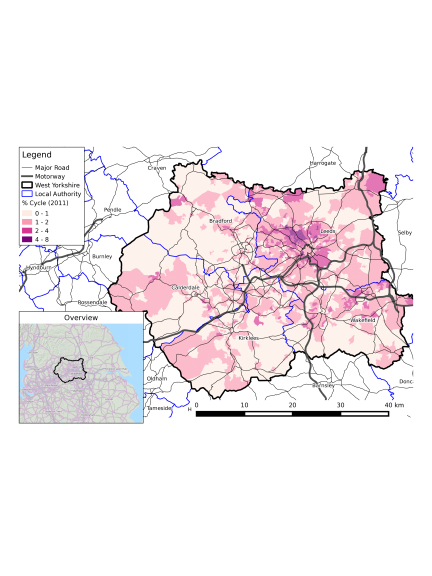 Legend
Major Road
Motorway
West Yorkshire
Local Authority
% Cycle (2011)
0 - 1
1 - 2
2 - 4
4 - 8
Craven
Harrogate
Pendle
Bradford
Leeds
Selby
Burnley
Hyndburn
Calderdale
Rossendale
Wakefield
Kirklees
Overview
Oldham
Barnsley
Donc
Tameside
H
0 10 20 30 40 km